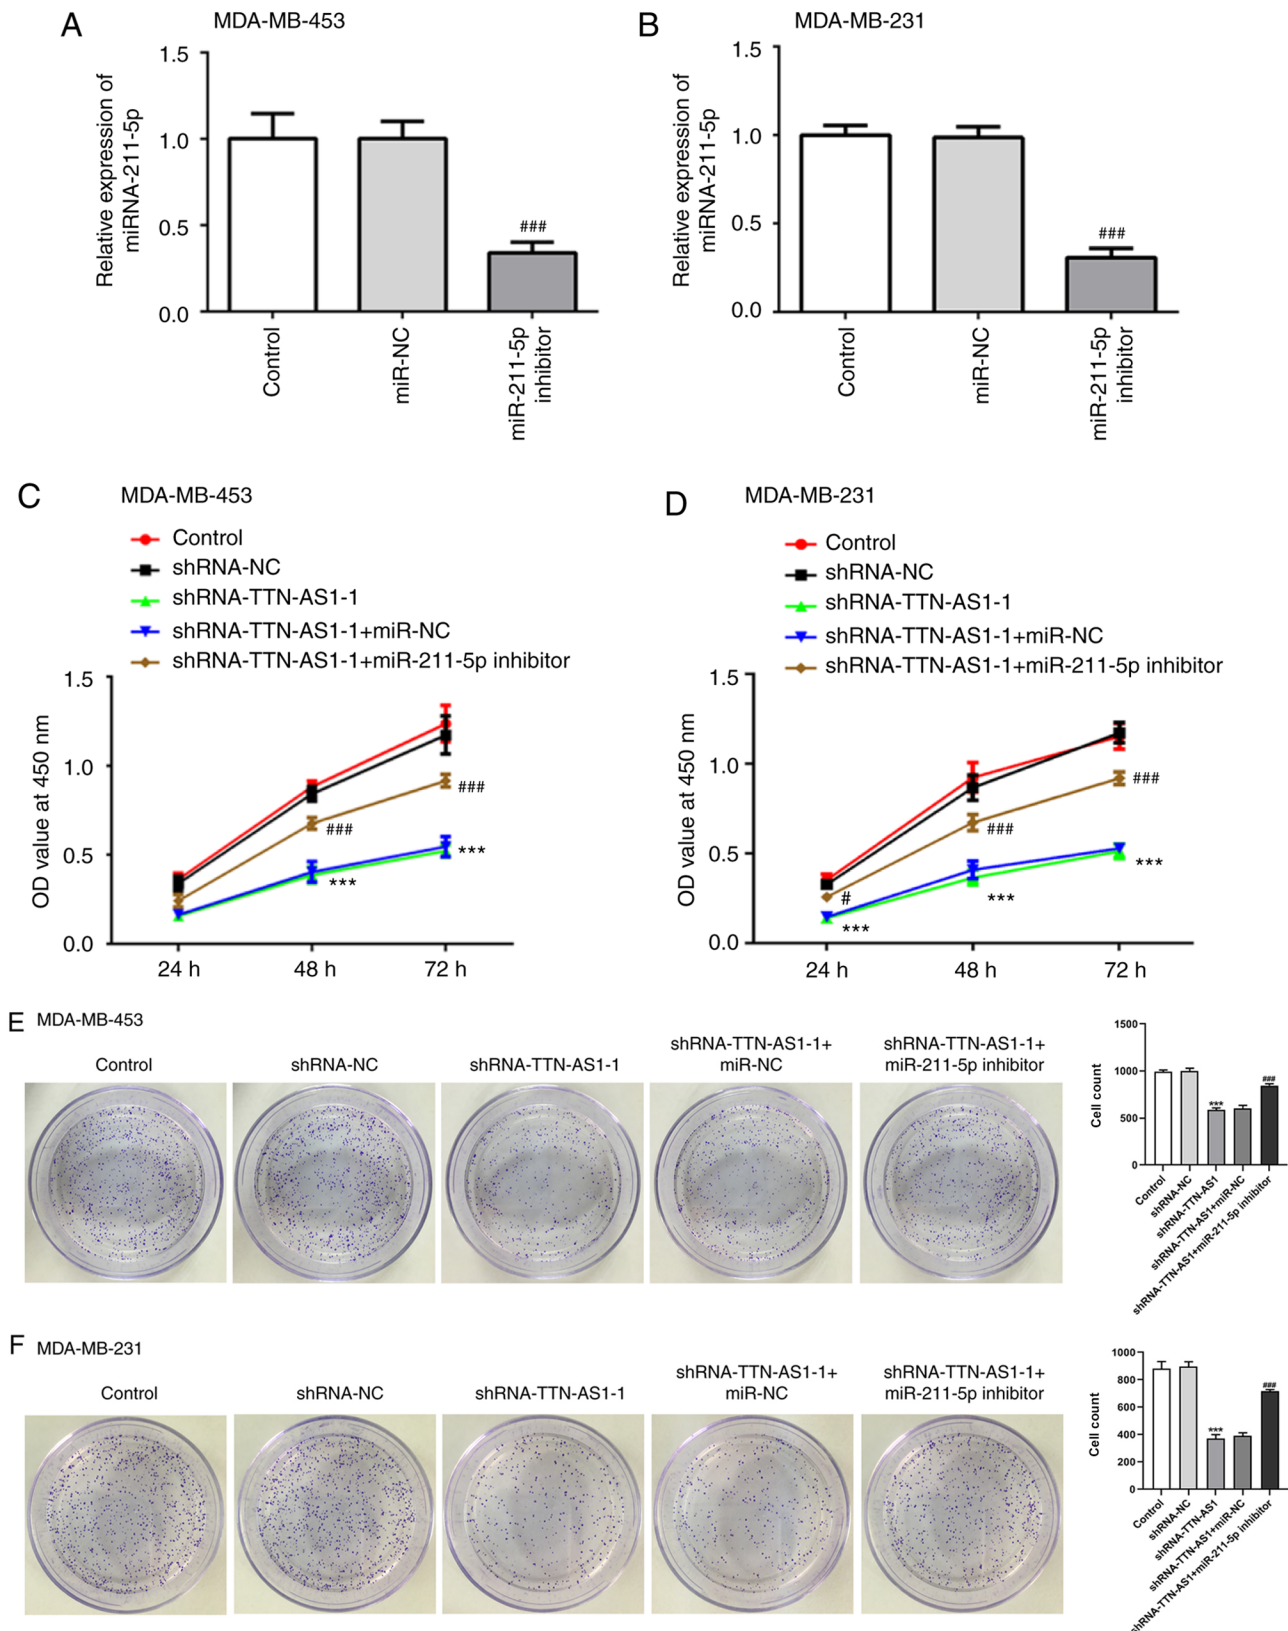 A
MDA-MB-453
Relative expression of
miRNA-211-5p
1.5
1.0
0.5
0.0
###
Control
miR-NC
miR-211-5p
inhibitor
B
MDA-MB-231
Relative expression of
miRNA-211-5p
1.5
1.0
0.5
0.0
###
Control
miR-NC
miR-211-5p
inhibitor
C
MDA-MB-453
Control
shRNA-NC
shRNA-TTN-AS1-1
shRNA-TTN-AS1-1+miR-NC
shRNA-TTN-AS1-1+miR-211-5p inhibitor
OD value at 450 nm
1.5
1.0
0.5
0.0
###
###
***
***
24 h
48 h
72 h
D
MDA-MB-231
Control
shRNA-NC
shRNA-TTN-AS1-1
shRNA-TTN-AS1-1+miR-NC
shRNA-TTN-AS1-1+miR-211-5p inhibitor
OD value at 450 nm
1.5
1.0
0.5
0.0
###
###
***
#
***
***
24 h
48 h
72 h
E
MDA-MB-453
Control
shRNA-NC
shRNA-TTN-AS1-1
shRNA-TTN-AS1-1+
miR-NC
shRNA-TTN-AS1-1+
miR-211-5p inhibitor
Cell count
1500
1000
500
0
***
###
Control
shRNA-NC
shRNA-TTN-AS1
shRNA-TTN-AS1+miR-NC
shRNA-TTN-AS1+miR-211-5p inhibitor
F
MDA-MB-231
Control
shRNA-NC
shRNA-TTN-AS1-1
shRNA-TTN-AS1-1+
miR-NC
shRNA-TTN-AS1-1+
miR-211-5p inhibitor
Cell count
1000
800
600
400
200
0
***
###
Control
shRNA-NC
shRNA-TTN-AS1
shRNA-TTN-AS1+miR-NC
shRNA-TTN-AS1+miR-211-5p inhibitor